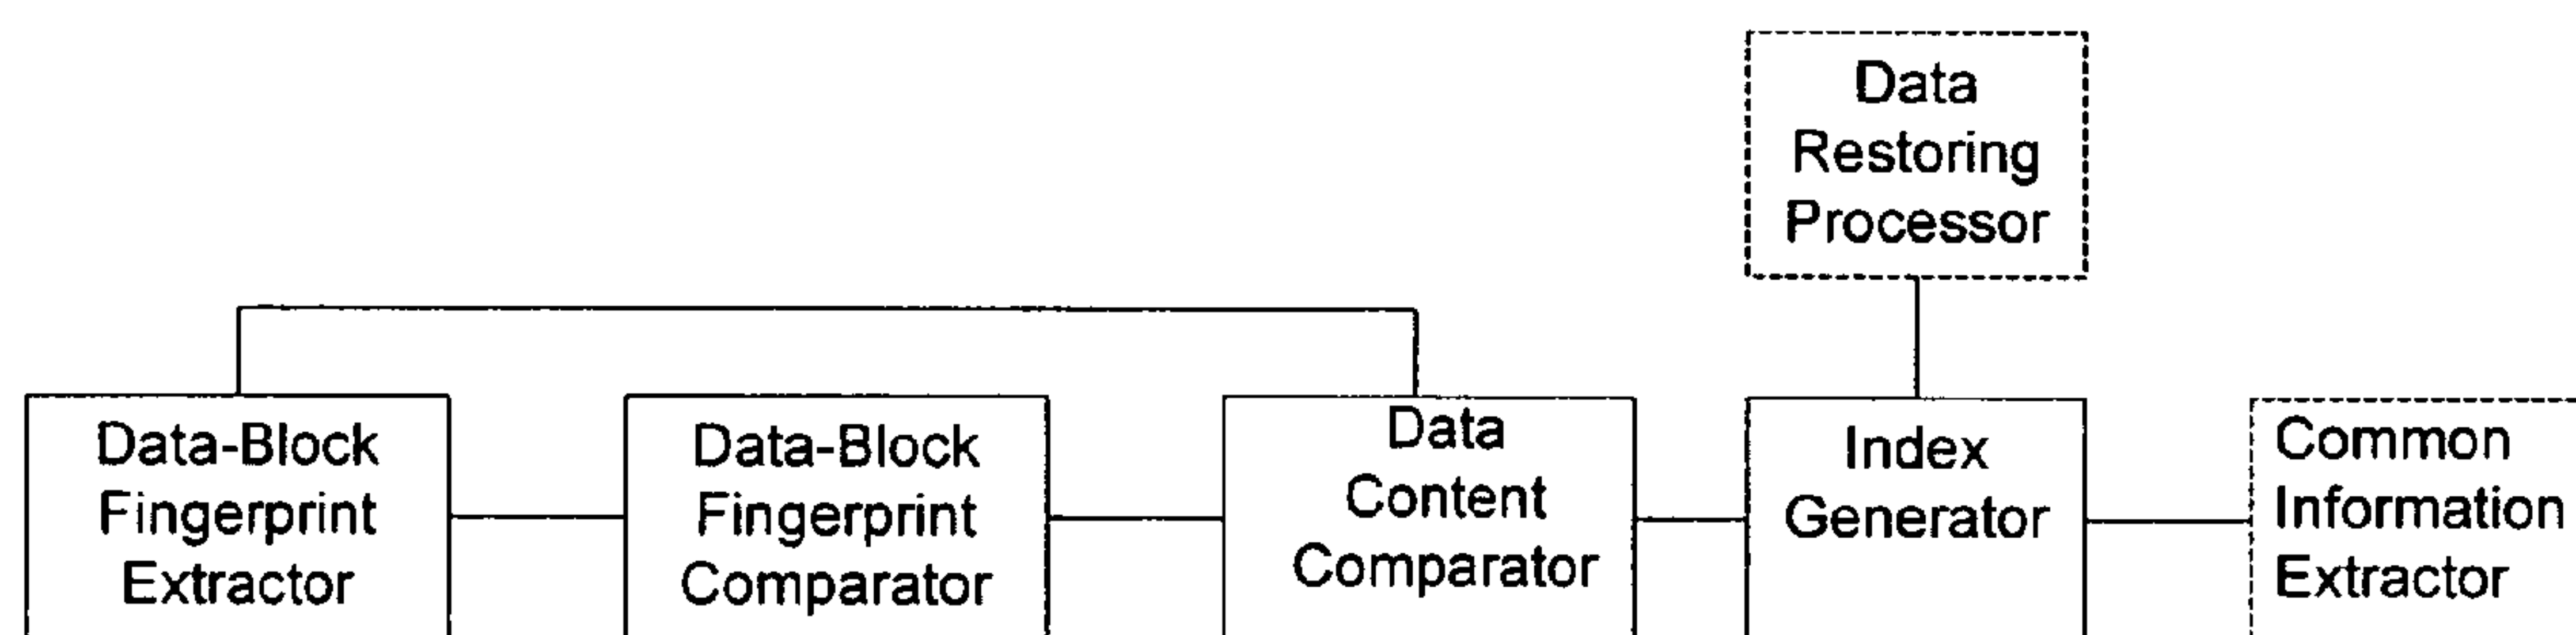 Data
Restoring
Processor
Data-Block
Fingerprint
Extractor
Data-Block
Fingerprint
Comparator
Data
Content
Comparator
Index
Generator
Common
Information
Extractor